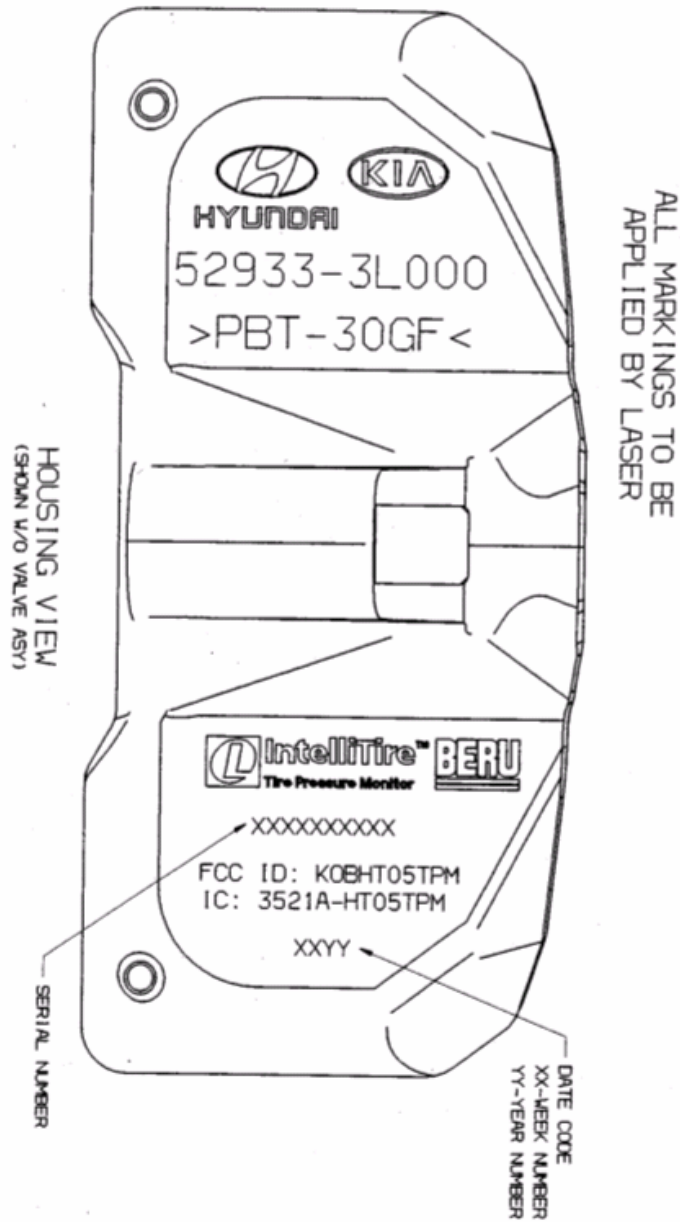 ALL MARKINGS TO BE
APPLIED BY LASER
KIA
HYUNDAI
52933-3L000
>PBT-30GF<
HOUSING VIEW
(SHOWN W/O VALVE ASY)
L IntelliTire™ BERU
Tire Pressure Monitor
XXXXXXXXXX
FCC ID: KOBHT05TPM
IC: 3521A-HT05TPM
XXYY
SERIAL NUMBER
DATE CODE
XX-WEEK NUMBER
YY-YEAR NUMBER